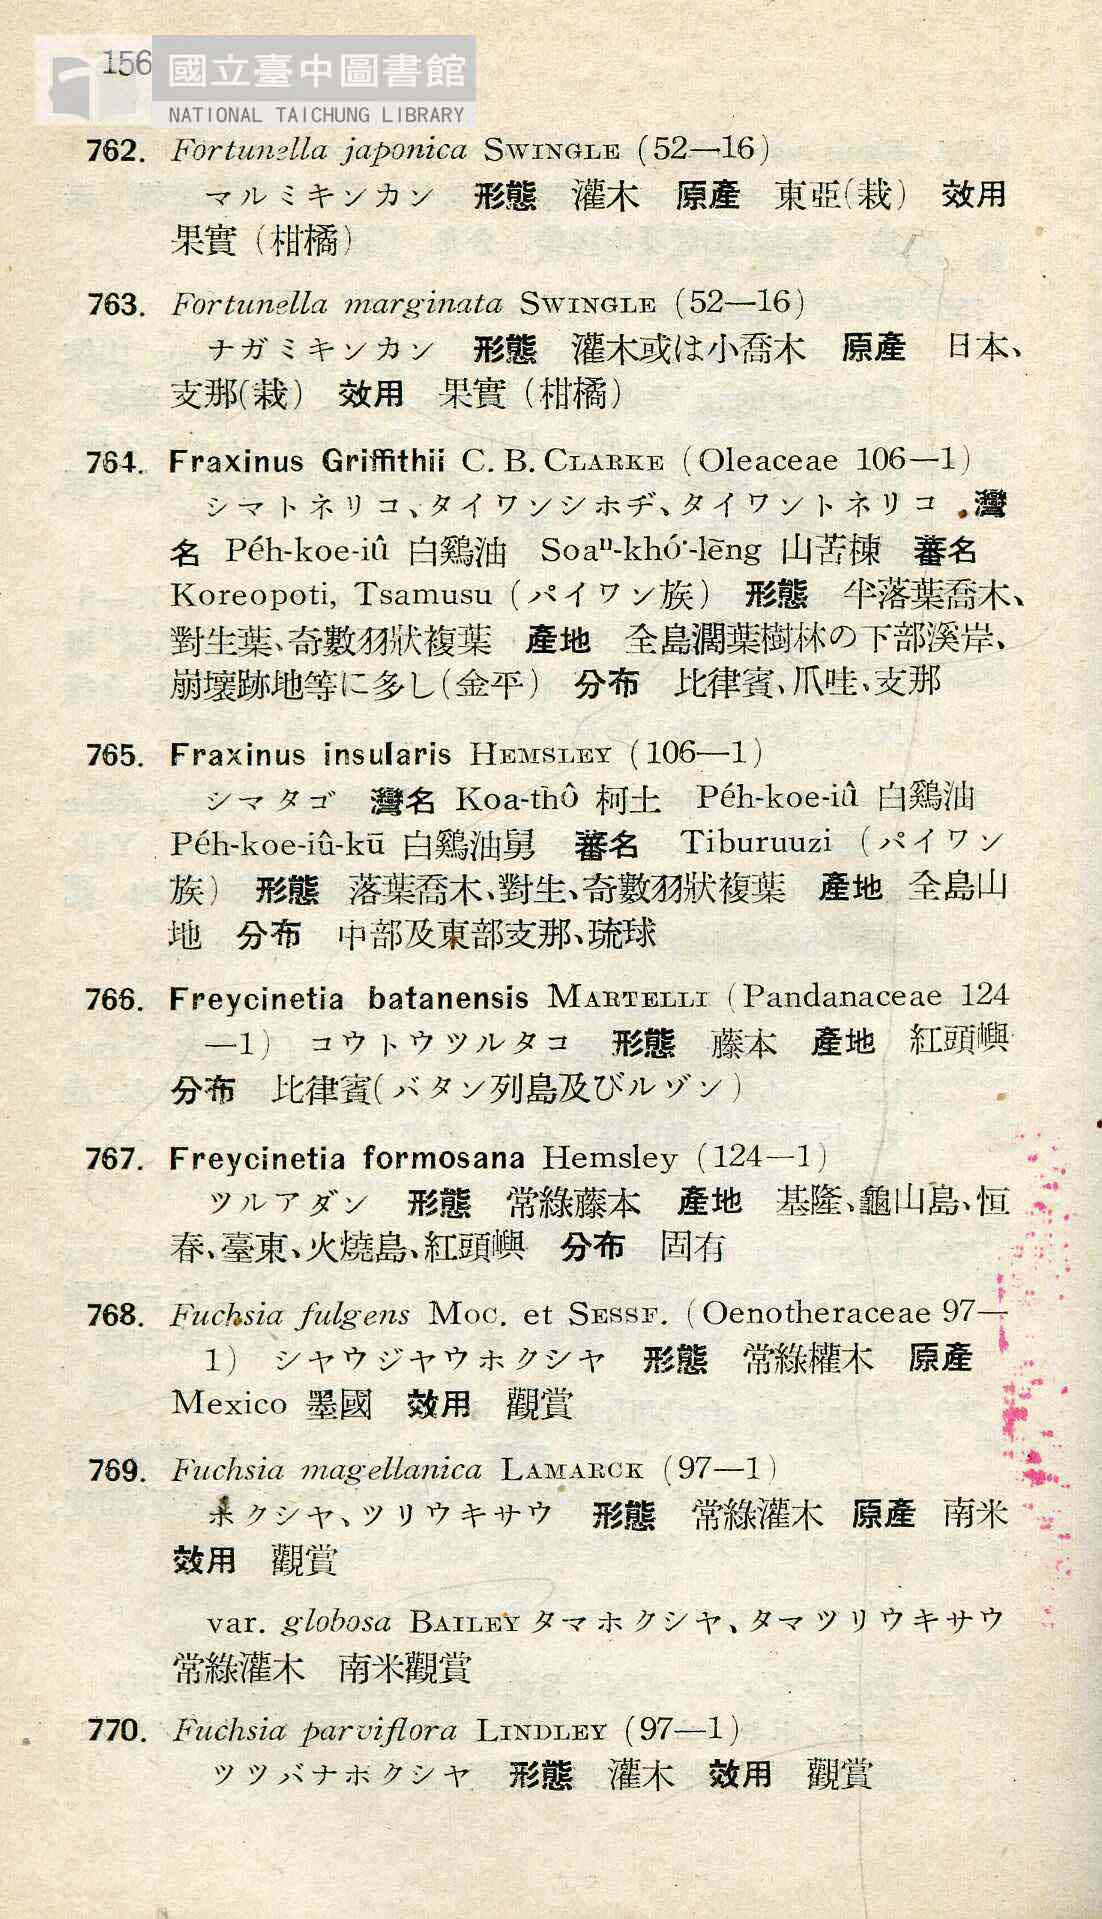 156
國立臺中圖書館
NATIONAL TAICHUNG LIBRARY
762. Fortunella japonica SWINGLE (52—16)
マルミキンカン 形態 灌木 原產 東亞(栽) 效用
果實 (柑橘)
763. Fortunella marginata SWINGLE (52—16)
ナガミキンカン 形態 灌木或は小喬木 原產 日本、
支那(栽) 效用 果實 (柑橘)
764. Fraxinus Griffithii C. B. CLARKE (Oleaceae 106—1)
シマトネリコ、タイワンシホヂ、タイワントネリコ 灣
名 Péh-koe-iû 白鷄油 Soaⁿ-khó͘-lēng 山苦楝 蕃名
Koreopoti, Tsamusu (パイワン族) 形態 半落葉喬木、
對生葉、奇數羽狀複葉 產地 全島濶葉樹林の下部溪岸、
崩壞跡地等に多し(金平) 分布 比律賓、爪哇、支那
765. Fraxinus insularis HEMSLEY (106—1)
シマタゴ 灣名 Koa-thô 柯土 Péh-koe-iû 白鷄油
Péh-koe-iû-kū 白鷄油舅 蕃名 Tiburuuzi (パイワン
族) 形態 落葉喬木、對生、奇數羽狀複葉 產地 全島山
地 分布 中部及東部支那、琉球
766. Freycinetia batanensis MARTELLI (Pandanaceae 124
—1) コウトウツルタコ 形態 藤本 產地 紅頭嶼
分布 比律賓(バタン列島及びルゾン)
767. Freycinetia formosana Hemsley (124—1)
ツルアダン 形態 常綠藤本 產地 基隆、龜山島、恒
春、臺東、火燒島、紅頭嶼 分布 固有
768. Fuchsia fulgens MOC. et SESSF. (Oenotheraceae 97—
1) シヤウジヤウホクシヤ 形態 常綠欋木 原產
Mexico 墨國 效用 觀賞
769. Fuchsia magellanica LAMARCK (97—1)
ホクシヤ、ツリウキサウ 形態 常綠灌木 原產 南米
效用 觀賞
var. globosa BAILEY タマホクシヤ、タマツリウキサウ
常綠灌木 南米觀賞
770. Fuchsia parviflora LINDLEY (97—1)
ツツバナホクシヤ 形態 灌木 效用 觀賞